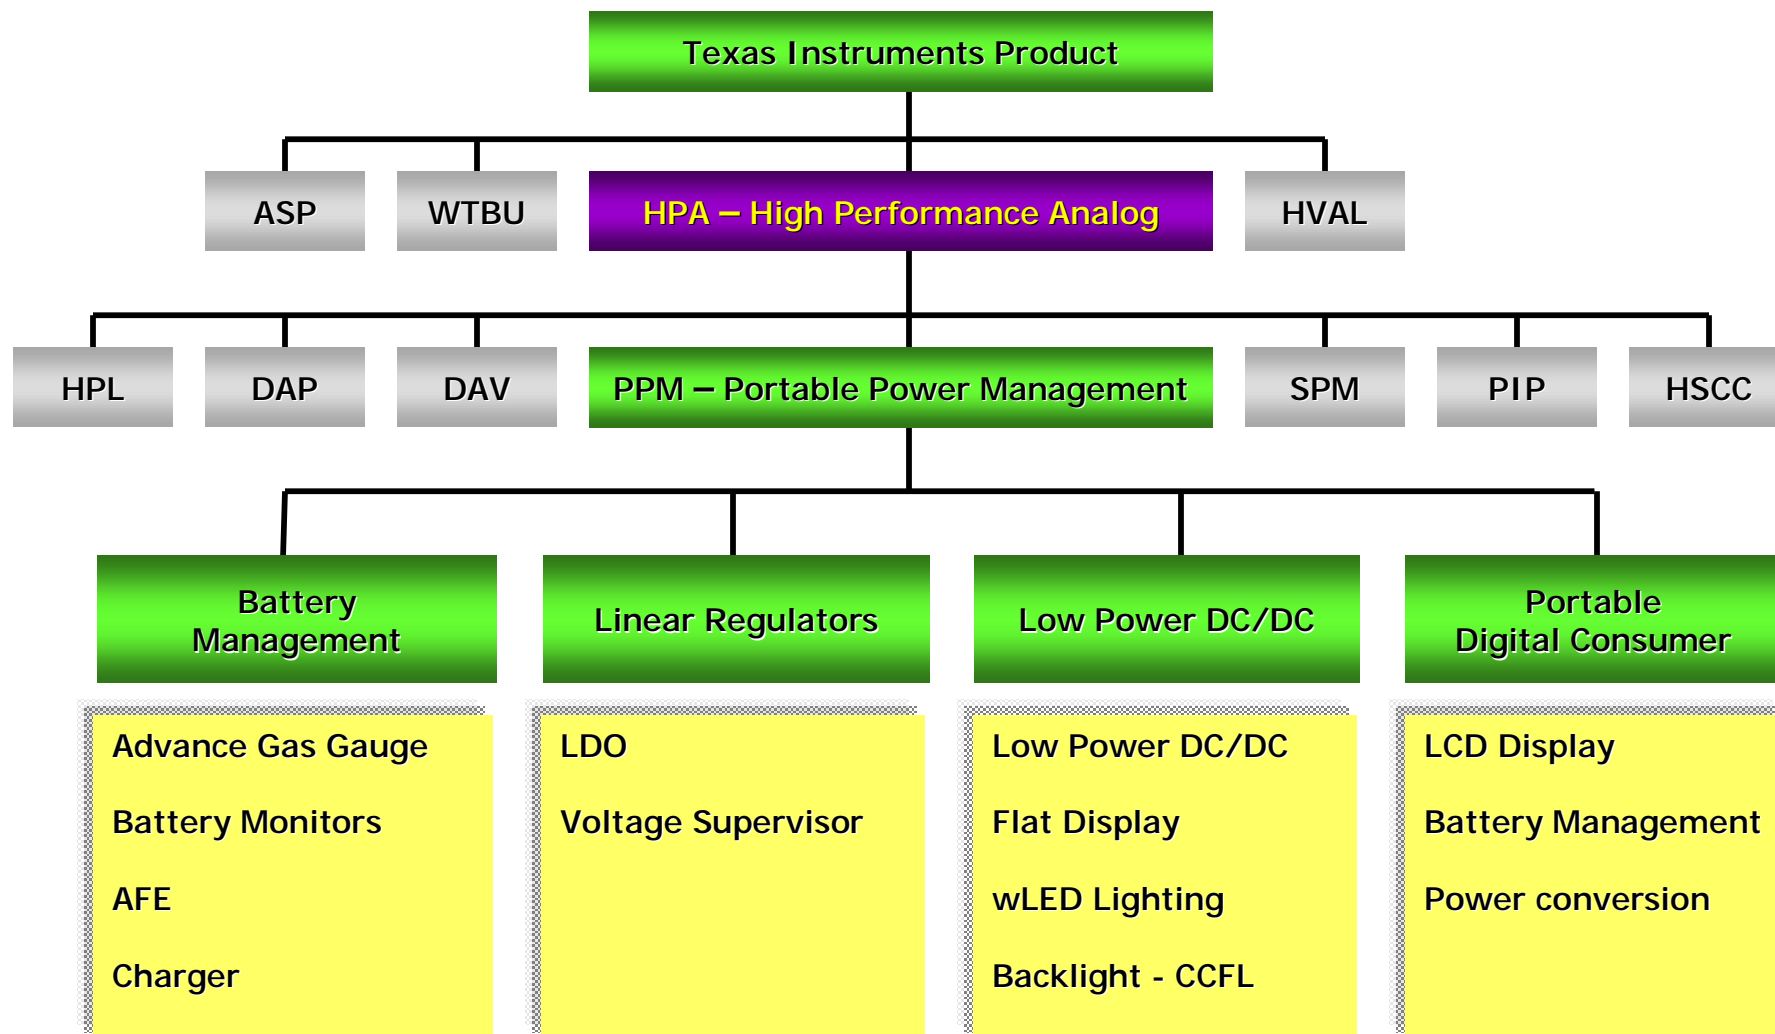 Texas Instruments Product
ASP
WTBU
HPA – High Performance Analog
HVAL
HPL
DAP
DAV
PPM – Portable Power Management
SPM
PIP
HSCC
Battery
Management
Linear Regulators
Low Power DC/DC
Portable
Digital Consumer
Advance Gas Gauge
Battery Monitors
AFE
Charger
LDO
Voltage Supervisor
Low Power DC/DC
Flat Display
wLED Lighting
Backlight - CCFL
LCD Display
Battery Management
Power conversion